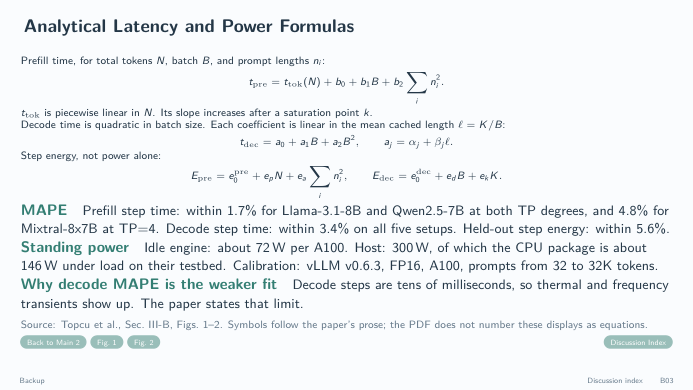 Analytical Latency and Power Formulas
Prefill time, for total tokens N, batch B, and prompt lengths nᵢ:
t_pre = t_tok(N) + b₀ + b₁B + b₂ ∑ᵢ nᵢ².
t_tok is piecewise linear in N. Its slope increases after a saturation point k.
Decode time is quadratic in batch size. Each coefficient is linear in the mean cached length ℓ = K/B:
t_dec = a₀ + a₁B + a₂B², aⱼ = αⱼ + βⱼℓ.
Step energy, not power alone:
E_pre = e₀^pre + eₚN + eₐ ∑ᵢ nᵢ², E_dec = e₀^dec + e_d B + e_k K.
MAPE Prefill step time: within 1.7% for Llama-3.1-8B and Qwen2.5-7B at both TP degrees, and 4.8% for
Mixtral-8x7B at TP=4. Decode step time: within 3.4% on all five setups. Held-out step energy: within 5.6%.
Standing power Idle engine: about 72 W per A100. Host: 300 W, of which the CPU package is about
146 W under load on their testbed. Calibration: vLLM v0.6.3, FP16, A100, prompts from 32 to 32K tokens.
Why decode MAPE is the weaker fit Decode steps are tens of milliseconds, so thermal and frequency
transients show up. The paper states that limit.
Source: Topcu et al., Sec. III-B, Figs. 1–2. Symbols follow the paper's prose; the PDF does not number these displays as equations.
Back to Main 2 Fig. 1 Fig. 2 Discussion Index
Backup Discussion index B03